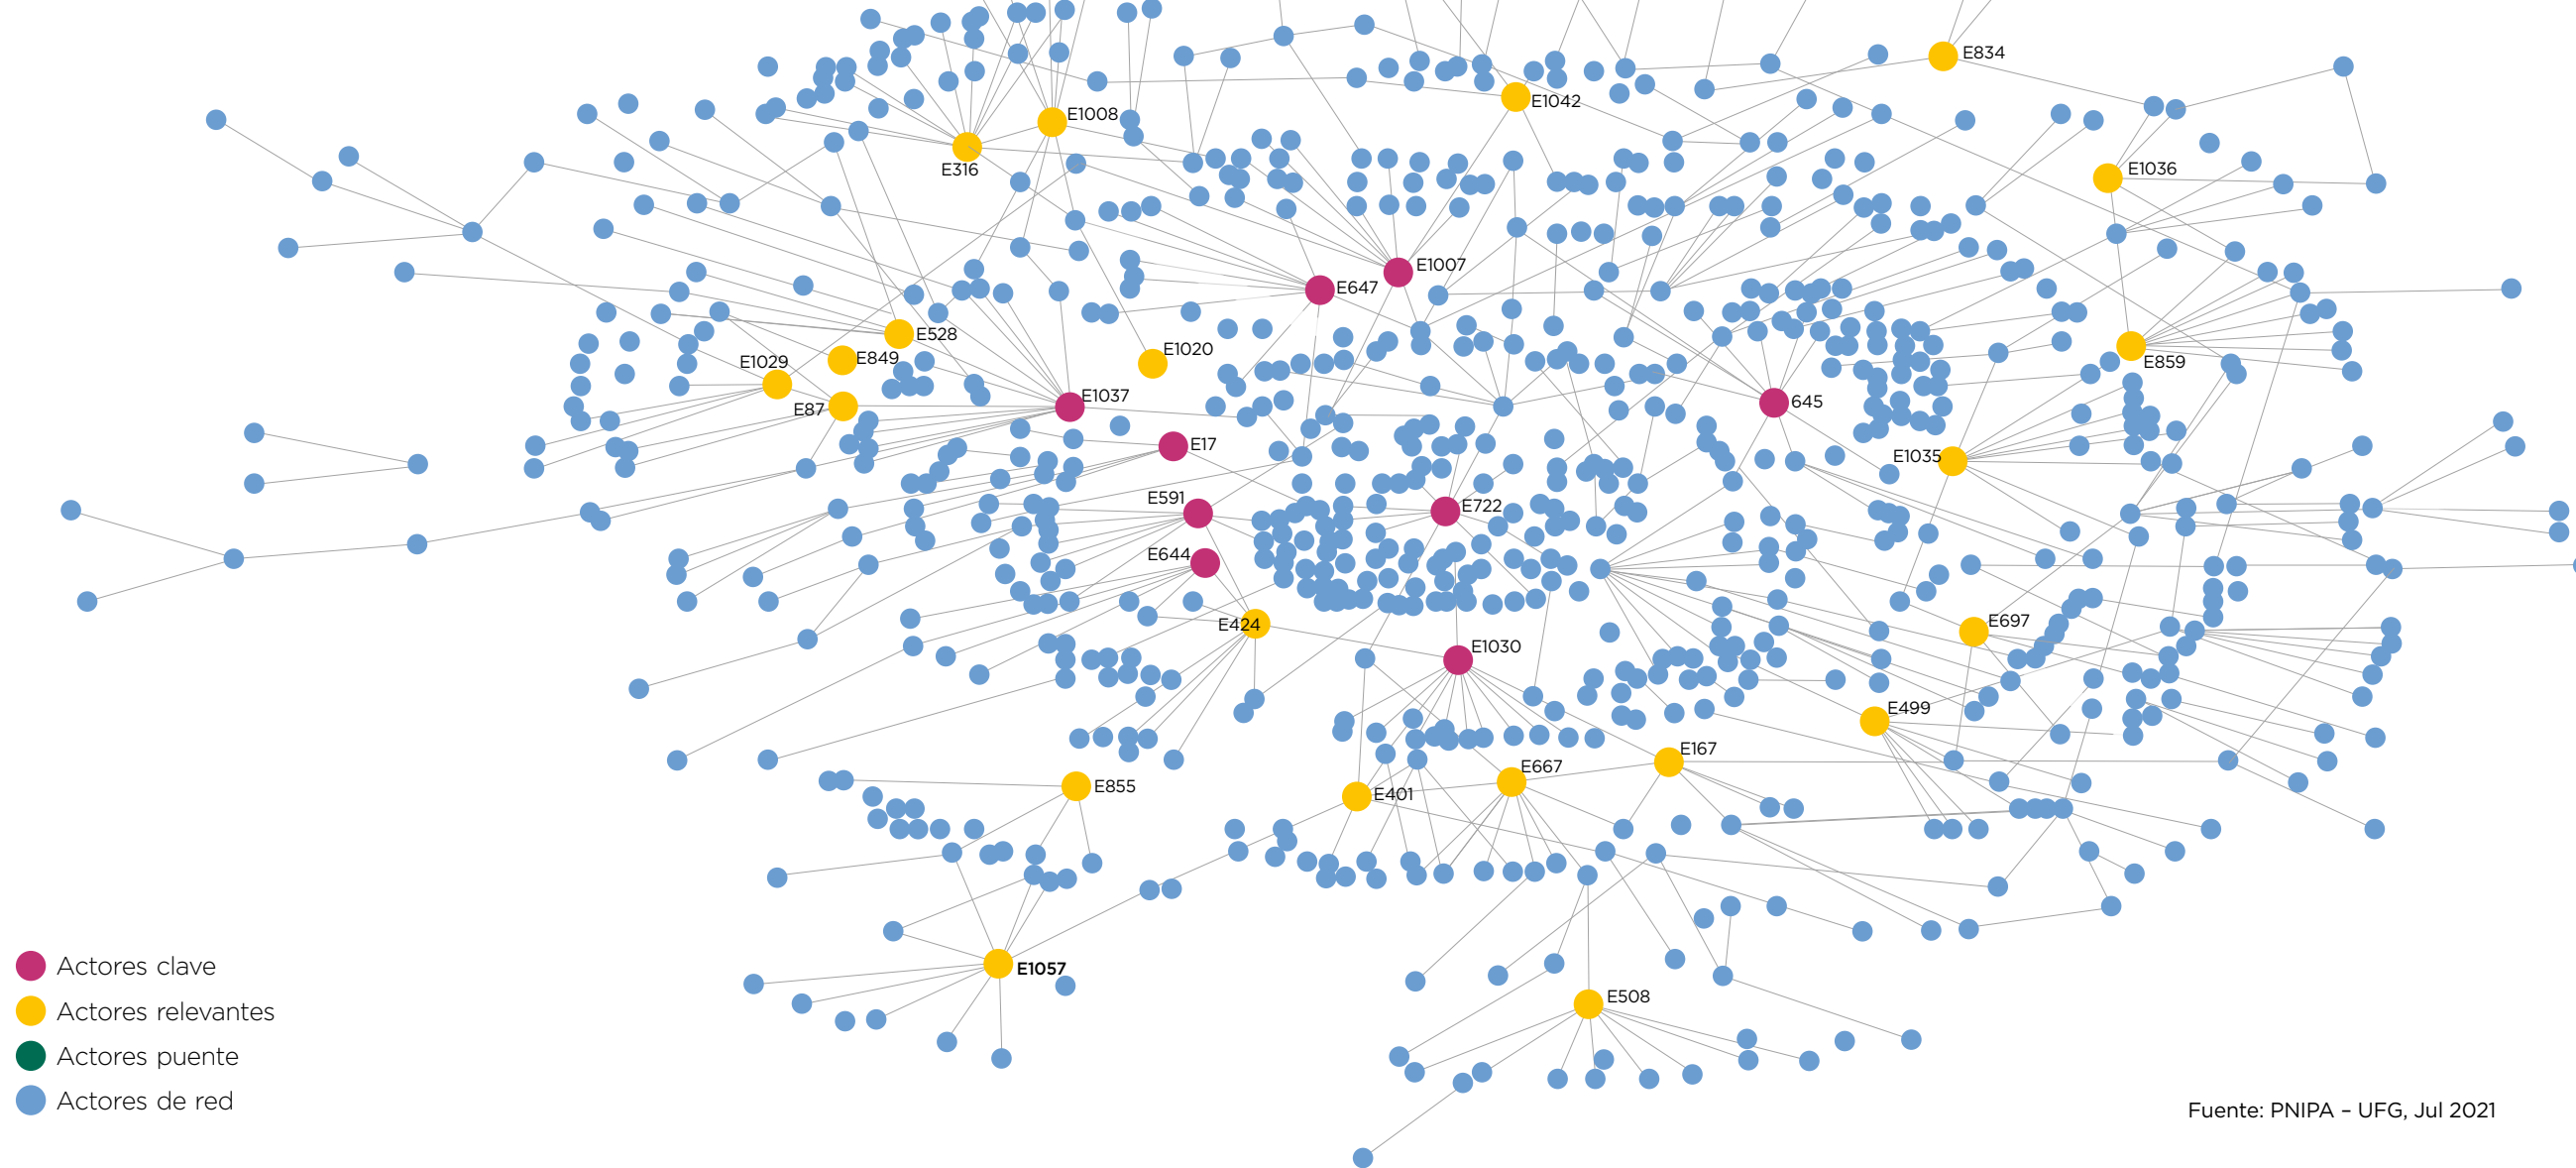 E834
E1042
E1008
E316
E1036
E1007
E647
E528
E849
E1029
E1020
E859
E87
E1037
645
E17
E1035
E591
E722
E644
E424
E697
E1030
E499
E167
E667
E855
E401
E1057
E508
Actores clave
Actores relevantes
Actores puente
Actores de red
Fuente: PNIPA – UFG, Jul 2021